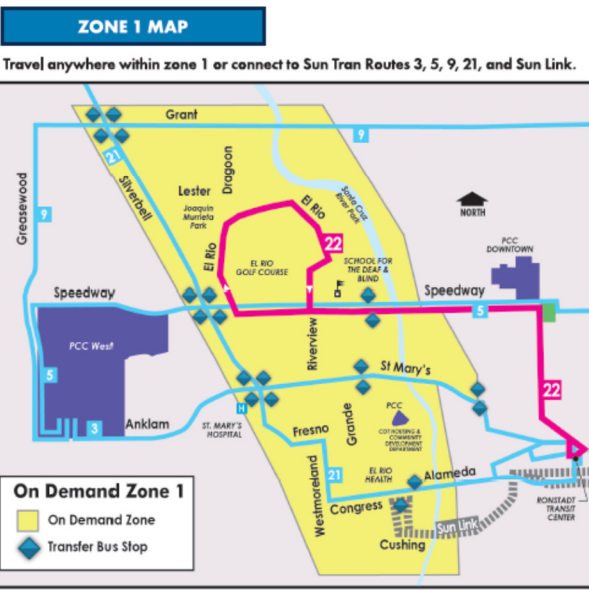 ZONE 1 MAP
Travel anywhere within zone 1 or connect to Sun Tran Routes 3, 5, 9, 21, and Sun Link.
Grant
9
21
Greasewood
9
Silverbell
Lester
Dragoon
Joaquin
Murrieta
Park
El Rio
El Rio
22
EL RIO
GOLF COURSE
Santa Cruz
River Park
SCHOOL FOR
THE DEAF &
BLIND
NORTH
PCC
DOWNTOWN
Speedway
Speedway
5
PCC West
Riverview
St Mary's
5
3
Anklam
H
ST. MARY'S
HOSPITAL
Fresno
Grande
PCC
COT HOUSING &
COMMUNITY
DEVELOPMENT
DEPARTMENT
22
Westmoreland
21
EL RIO
HEALTH
Alameda
Congress
Sun Link
Cushing
RONSTADT
TRANSIT
CENTER
On Demand Zone 1
On Demand Zone
Transfer Bus Stop